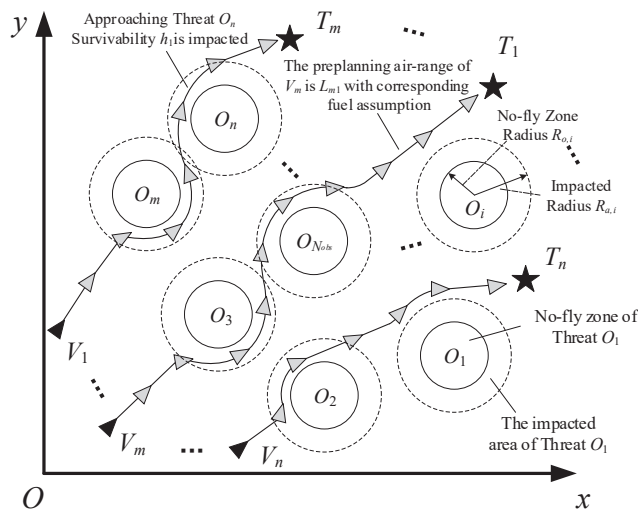 y
Approaching Threat Oₙ
Survivability h₁ is impacted
Tₘ
...
T₁
The preplanning air-range of
Vₘ is Lₘ₁ with corresponding
fuel assumption
No-fly Zone
Radius Rₒ,ᵢ
Oₙ
...
...
Impacted
Radius Rₐ,ᵢ
Oₘ
Oᵢ
O_{Nobs}
...
Tₙ
No-fly zone of
Threat O₁
O₃
V₁
O₁
...
O₂
The impacted
area of Threat O₁
Vₘ
...
Vₙ
O
x